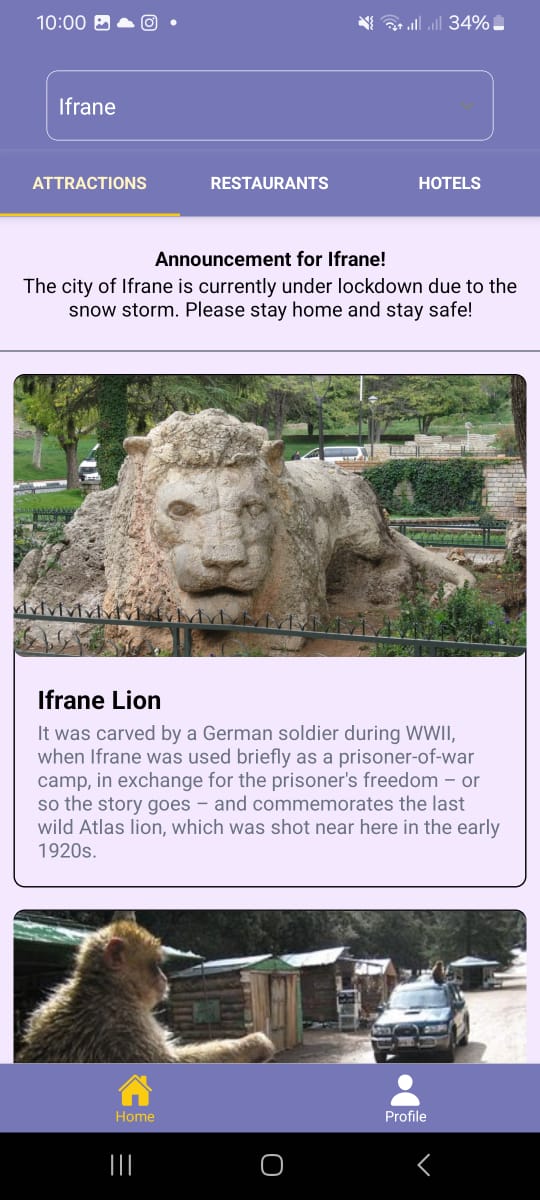 10:00
34%
Ifrane
ATTRACTIONS RESTAURANTS HOTELS
Announcement for Ifrane!
The city of Ifrane is currently under lockdown due to the
snow storm. Please stay home and stay safe!
Ifrane Lion
It was carved by a German soldier during WWII,
when Ifrane was used briefly as a prisoner-of-war
camp, in exchange for the prisoner's freedom – or
so the story goes – and commemorates the last
wild Atlas lion, which was shot near here in the early
1920s.
Home Profile